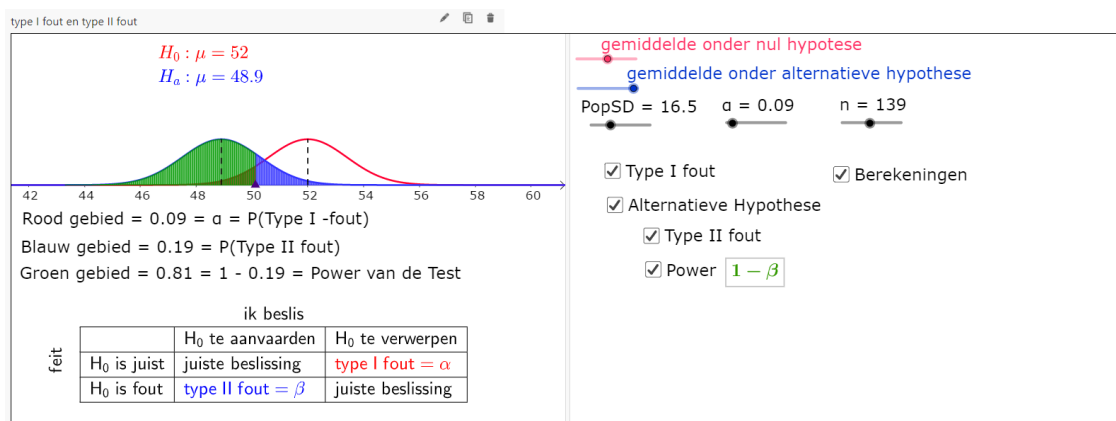 type I fout en type II fout
H₀ : μ = 52
Hₐ : μ = 48.9
42 44 46 48 50 52 54 56 58 60
Rood gebied = 0.09 = α = P(Type I -fout)
Blauw gebied = 0.19 = P(Type II fout)
Groen gebied = 0.81 = 1 - 0.19 = Power van de Test
ik beslis
H₀ te aanvaarden H₀ te verwerpen
feit
H₀ is juist juiste beslissing type I fout = α
H₀ is fout type II fout = β juiste beslissing
gemiddelde onder nul hypotese
gemiddelde onder alternatieve hypothese
PopSD = 16.5 α = 0.09 n = 139
Type I fout Berekeningen
Alternatieve Hypothese
Type II fout
Power 1 − β